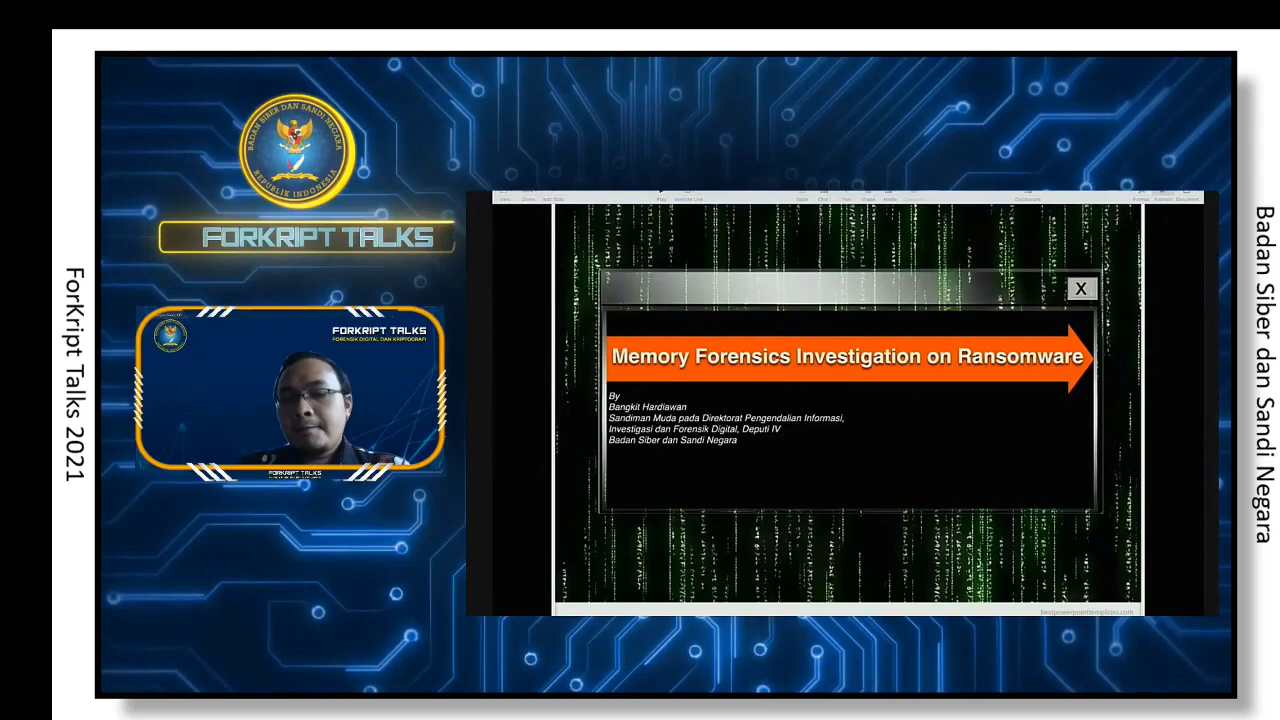 BADAN SIBER DAN SANDI NEGARA
REPUBLIK INDONESIA
FORKRIPT TALKS
ForKript Talks 2021
FORKRIPT TALKS
FORENSIK DIGITAL DAN KRIPTOGRAFI
FORKRIPT TALKS
X
Memory Forensics Investigation on Ransomware
By
Bangkit Hardiawan
Sandiman Muda pada Direktorat Pengendalian Informasi,
Investigasi dan Forensik Digital, Deputi IV
Badan Siber dan Sandi Negara
bestpowerpointtemplates.com
Badan Siber dan Sandi Negara